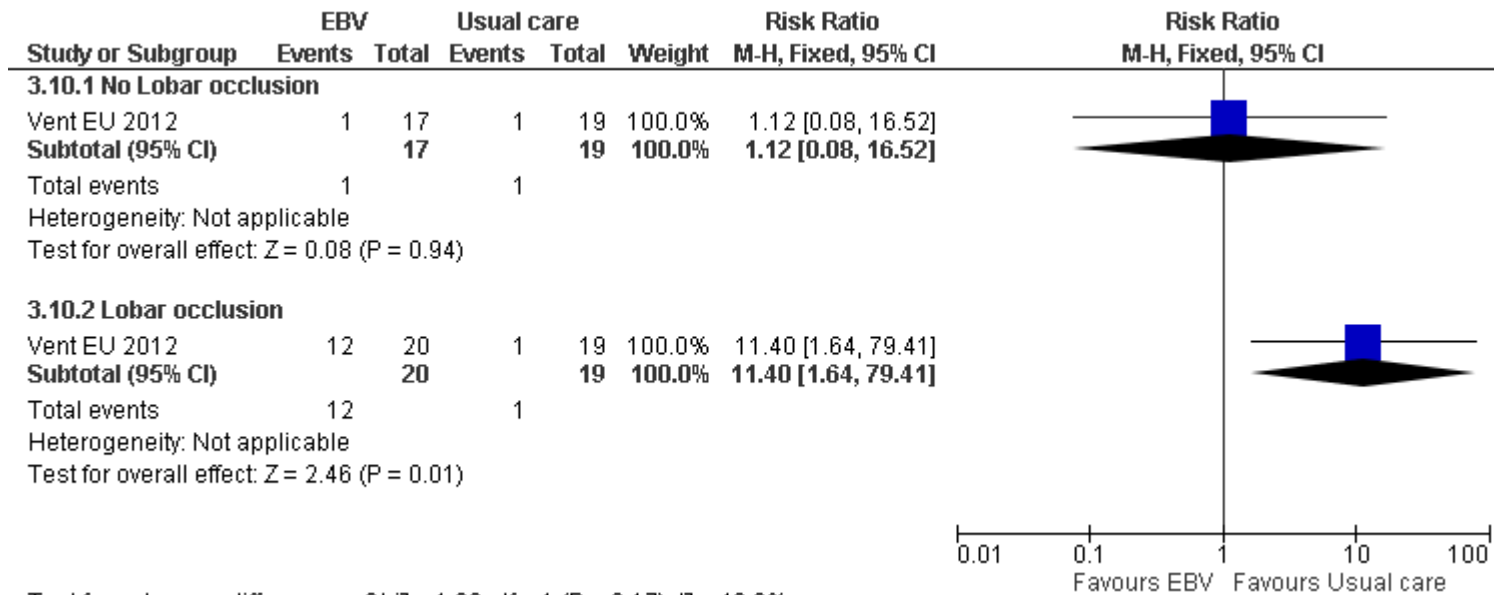 EBV Usual care Risk Ratio Risk Ratio
Study or Subgroup Events Total Events Total Weight M-H, Fixed, 95% CI M-H, Fixed, 95% CI
3.10.1 No Lobar occlusion
Vent EU 2012 1 17 1 19 100.0% 1.12 [0.08, 16.52]
Subtotal (95% CI) 17 19 100.0% 1.12 [0.08, 16.52]
Total events 1 1
Heterogeneity: Not applicable
Test for overall effect: Z = 0.08 (P = 0.94)
3.10.2 Lobar occlusion
Vent EU 2012 12 20 1 19 100.0% 11.40 [1.64, 79.41]
Subtotal (95% CI) 20 19 100.0% 11.40 [1.64, 79.41]
Total events 12 1
Heterogeneity: Not applicable
Test for overall effect: Z = 2.46 (P = 0.01)
0.01 0.1 1 10 100
Favours EBV Favours Usual care